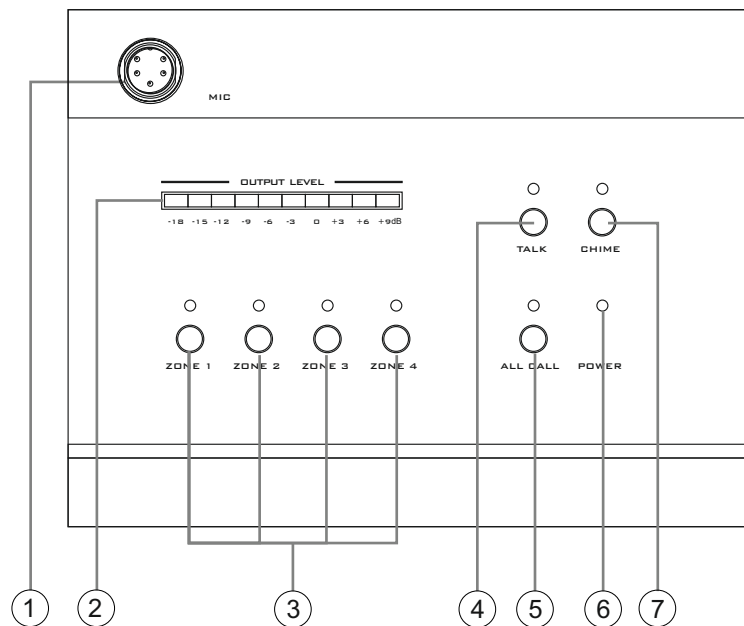 MIC
OUTPUT LEVEL
-18 -15 -12 -9 -6 -3 0 +3 +6 +9dB
TALK CHIME
ZONE 1 ZONE 2 ZONE 3 ZONE 4 ALL CALL POWER
1 2 3 4 5 6 7